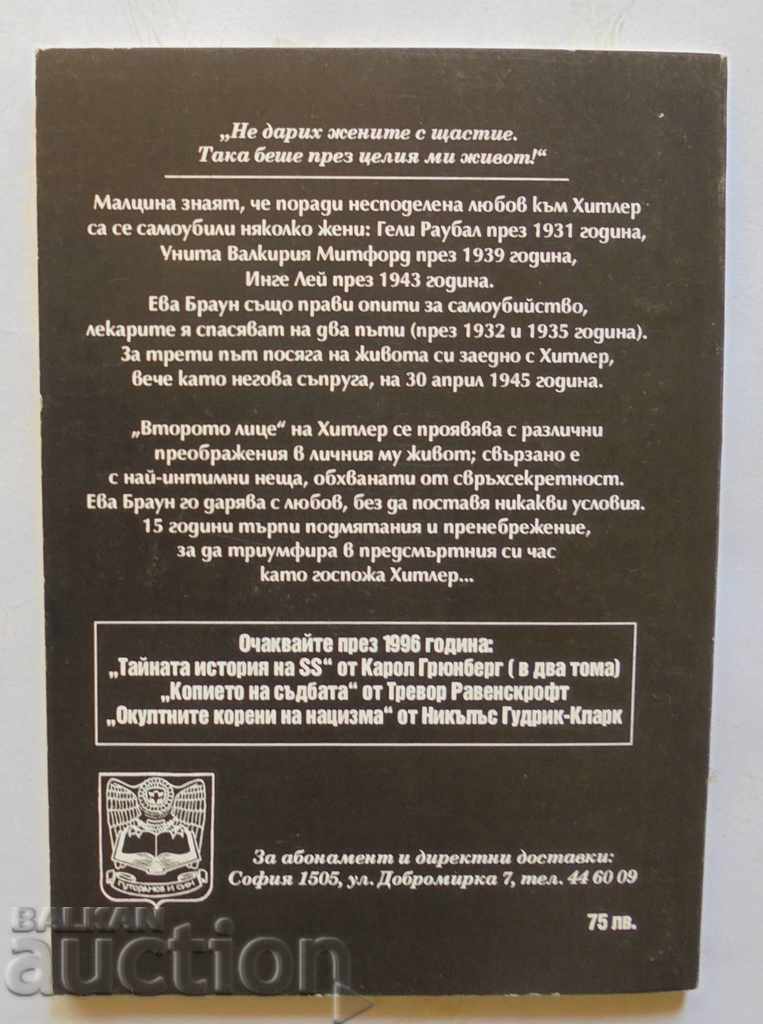 „Не дарих жените с щастие.
Така беше през целия ми живот!“
Малцина знаят, че поради несподелена любов към Хитлер
са се самоубили няколко жени: Гели Раубал през 1931 година,
Унита Валкирия Митфорд през 1939 година,
Инге Лей през 1943 година.
Ева Браун също прави опити за самоубийство,
лекарите я спасяват на два пъти (през 1932 и 1935 година).
За трети път посяга на живота си заедно с Хитлер,
вече като негова съпруга, на 30 април 1945 година.
„Второто лице“ на Хитлер се проявява с различни
преображения в личния му живот; свързано е
с най-интимни неща, обхванати от свръхсекретност.
Ева Браун го дарява с любов, без да поставя никакви условия.
15 години търпи подмятания и пренебрежение,
за да триумфира в предсмъртния си час
като госпожа Хитлер...
Очаквайте през 1996 година:
„Тайната история на SS“ от Карол Грюнберг ( в два тома)
„Копието на съдбата“ от Тревор Равенскрофт
„Окултните корени на нацизма“ от Никълъс Гудрик-Кларк
ГУТОРАНОВ И СИН
За абонамент и директни доставки:
София 1505, ул. Добромирка 7, тел. 44 60 09
75 лв.
BALKAN
auction